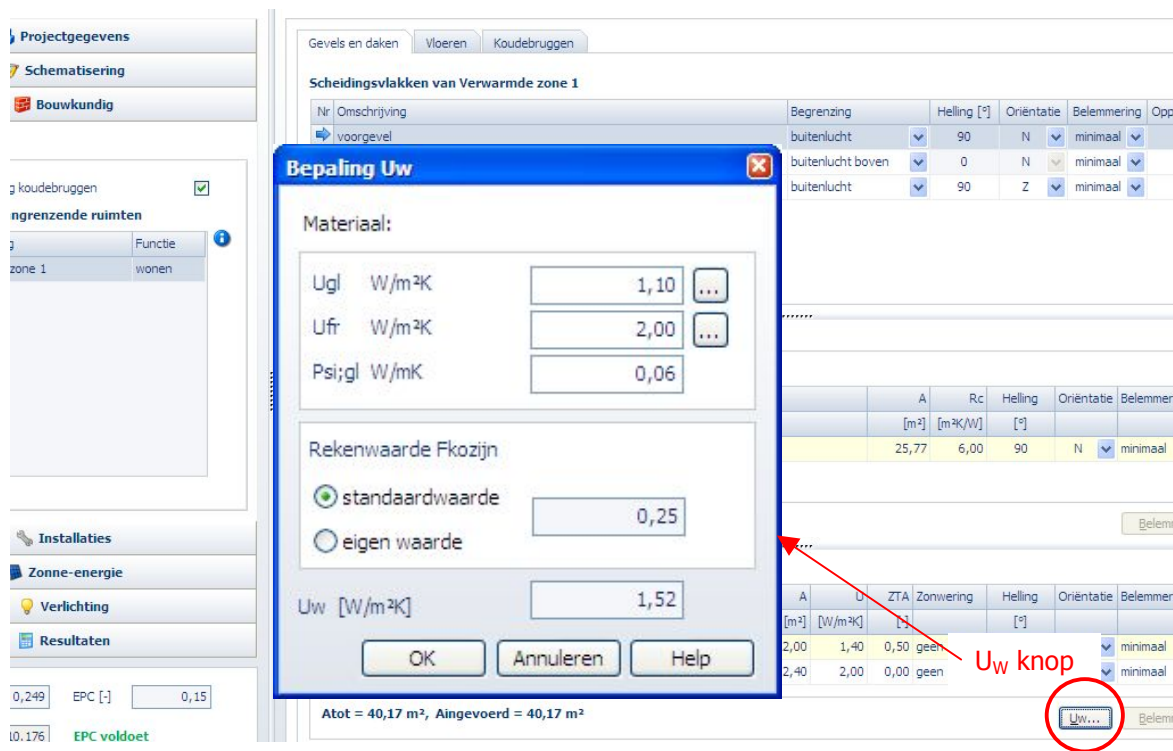 Projectgegevens
Schematisering
Bouwkundig
koudebruggen
ngrenzende ruimten
Functie
zone 1 wonen
Installaties
Zonne-energie
Verlichting
Resultaten
0,249 EPC [-] 0,15
10.176 EPC voldoet
Gevels en daken Vloeren Koudebruggen
Scheidingsvlakken van Verwarmde zone 1
Nr Omschrijving Begrenzing Helling [°] Oriëntatie Belemmering Opp
voorgevel buitenlucht 90 N minimaal
buitenlucht boven 0 N minimaal
buitenlucht 90 Z minimaal
Bepaling Uw
Materiaal:
Ugl W/m²K 1,10 ...
Ufr W/m²K 2,00 ...
Psi;gl W/mK 0,06
Rekenwaarde Fkozijn
standaardwaarde
0,25
eigen waarde
Uw [W/m²K] 1,52
OK Annuleren Help
A Rc Helling Oriëntatie Belemmer
[m²] [m²K/W] [°]
25,77 6,00 90 N minimaal
Belemm
A U ZTA Zonwering Helling Oriëntatie Belemmer
[m²] [W/m²K] [-] [°]
2,00 1,40 0,50 geen minimaal
2,40 2,00 0,00 geen minimaal
UW knop
Atot = 40,17 m², Aingevoerd = 40,17 m²
Uw... Belemm